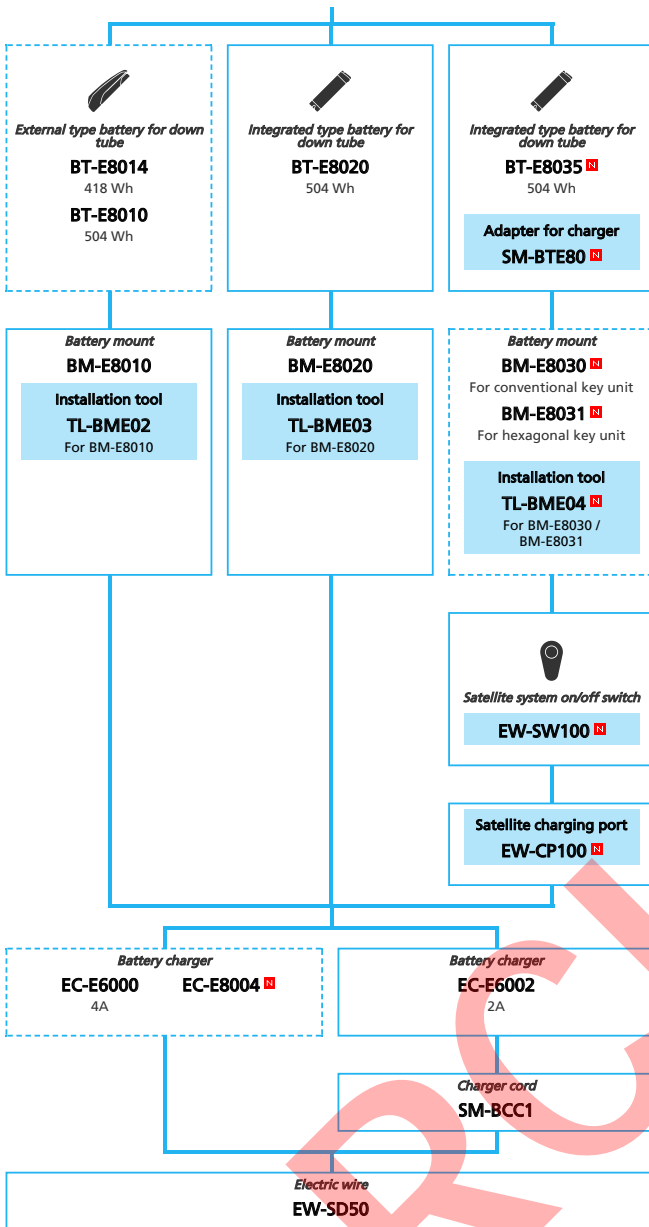 External type battery for down
tube
BT-E8014
418 Wh
BT-E8010
504 Wh
Integrated type battery for
down tube
BT-E8020
504 Wh
Integrated type battery for
down tube
BT-E8035 N
504 Wh
Adapter for charger
SM-BTE80 N
Battery mount
BM-E8010
Installation tool
TL-BME02
For BM-E8010
Battery mount
BM-E8020
Installation tool
TL-BME03
For BM-E8020
Battery mount
BM-E8030 N
For conventional key unit
BM-E8031 N
For hexagonal key unit
Installation tool
TL-BME04 N
For BM-E8030 /
BM-E8031
Satellite system on/off switch
EW-SW100 N
Satellite charging port
EW-CP100 N
Battery charger
EC-E6000 EC-E8004 N
4A
Battery charger
EC-E6002
2A
Charger cord
SM-BCC1
Electric wire
EW-SD50